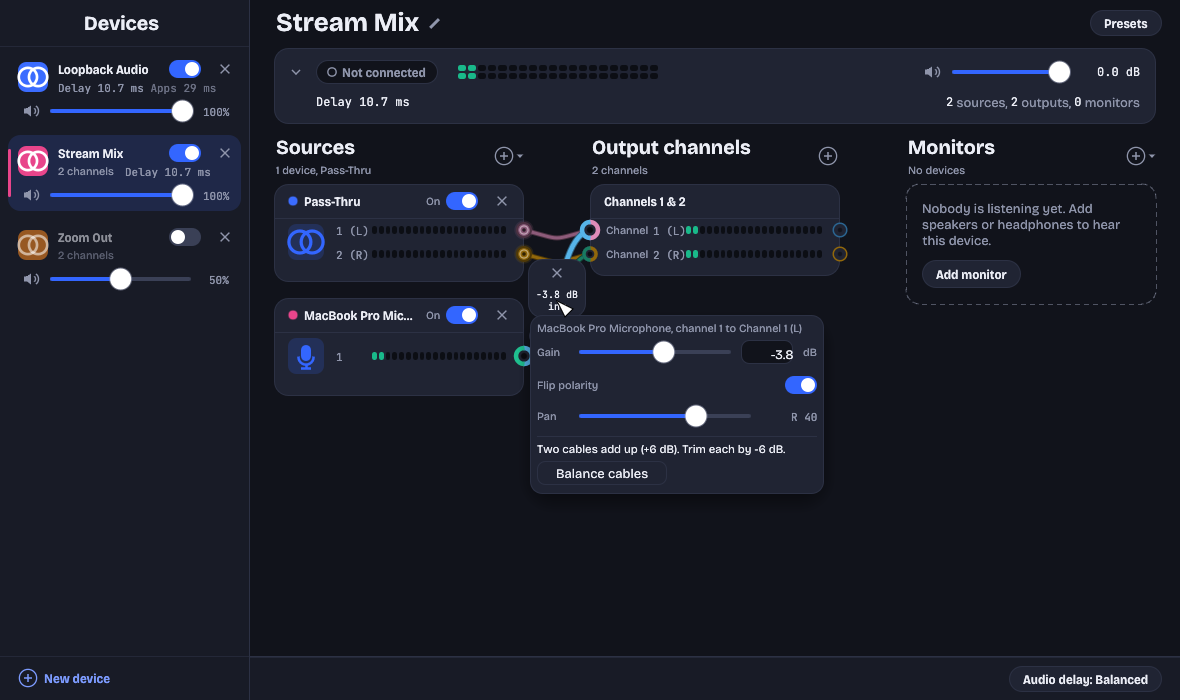 Devices
Loopback Audio
Delay 10.7 ms Apps 29 ms
100%
Stream Mix
2 channels Delay 10.7 ms
100%
Zoom Out
2 channels
50%
New device
Stream Mix
Presets
Not connected
0.0 dB
Delay 10.7 ms
2 sources, 2 outputs, 0 monitors
Sources
1 device, Pass-Thru
Pass-Thru
On
1 (L)
2 (R)
MacBook Pro Mic...
On
1
Output channels
2 channels
Channels 1 & 2
Channel 1 (L)
Channel 2 (R)
-3.8 dB
MacBook Pro Microphone, channel 1 to Channel 1 (L)
Gain
-3.8 dB
Flip polarity
Pan
R 40
Two cables add up (+6 dB). Trim each by -6 dB.
Balance cables
Monitors
No devices
Nobody is listening yet. Add
speakers or headphones to hear
this device.
Add monitor
Audio delay: Balanced